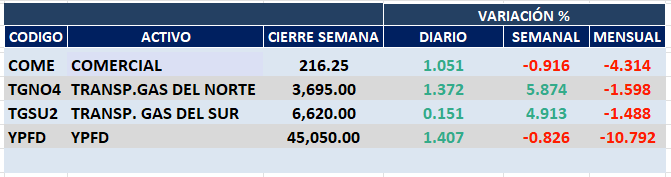 VARIACIÓN %
CODIGO ACTIVO CIERRE SEMANA DIARIO SEMANAL MENSUAL
COME COMERCIAL 216.25 1.051 -0.916 -4.314
TGNO4 TRANSP.GAS DEL NORTE 3,695.00 1.372 5.874 -1.598
TGSU2 TRANSP. GAS DEL SUR 6,620.00 0.151 4.913 -1.488
YPFD YPFD 45,050.00 1.407 -0.826 -10.792